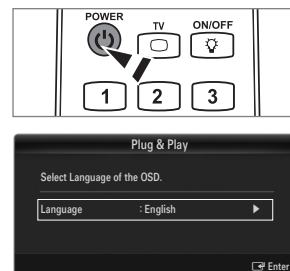 POWER TV ON/OFF
1 2 3
Plug & Play
Select Language of the OSD.
Language : English ►
Enter